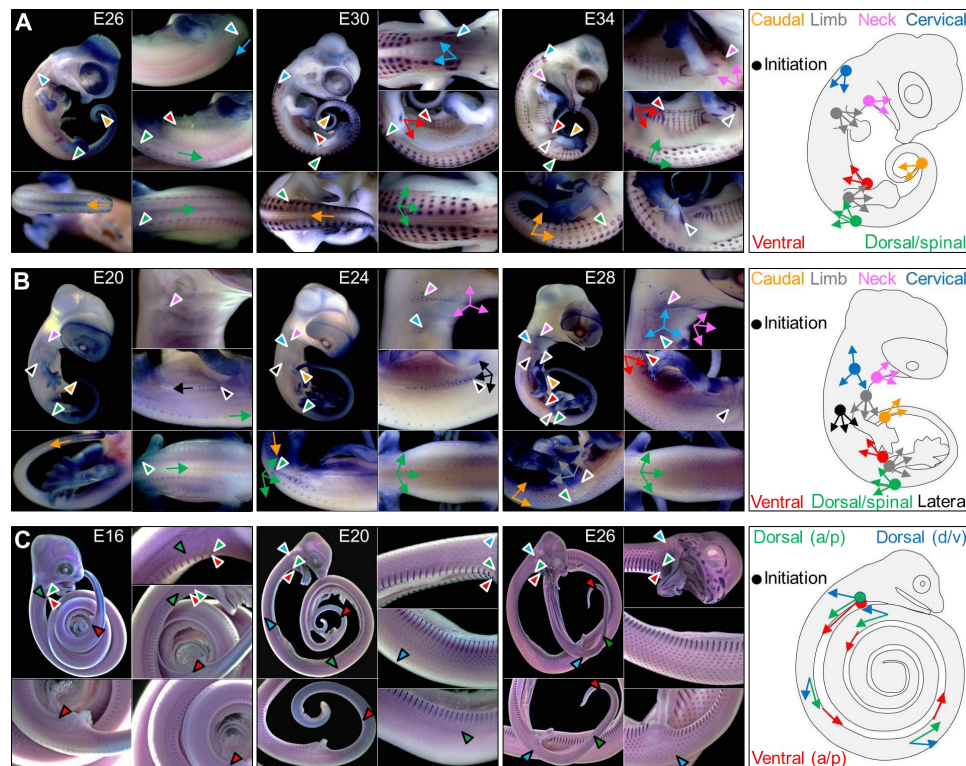 A E26 E30 E34 Caudal Limb Neck Cervical
Initiation
Ventral Dorsal/spinal
B E20 E24 E28 Caudal Limb Neck Cervical
Initiation
Ventral Dorsal/spinal Latera
C E16 E20 E26 Dorsal (a/p) Dorsal (d/v)
Initiation
Ventral (a/p)